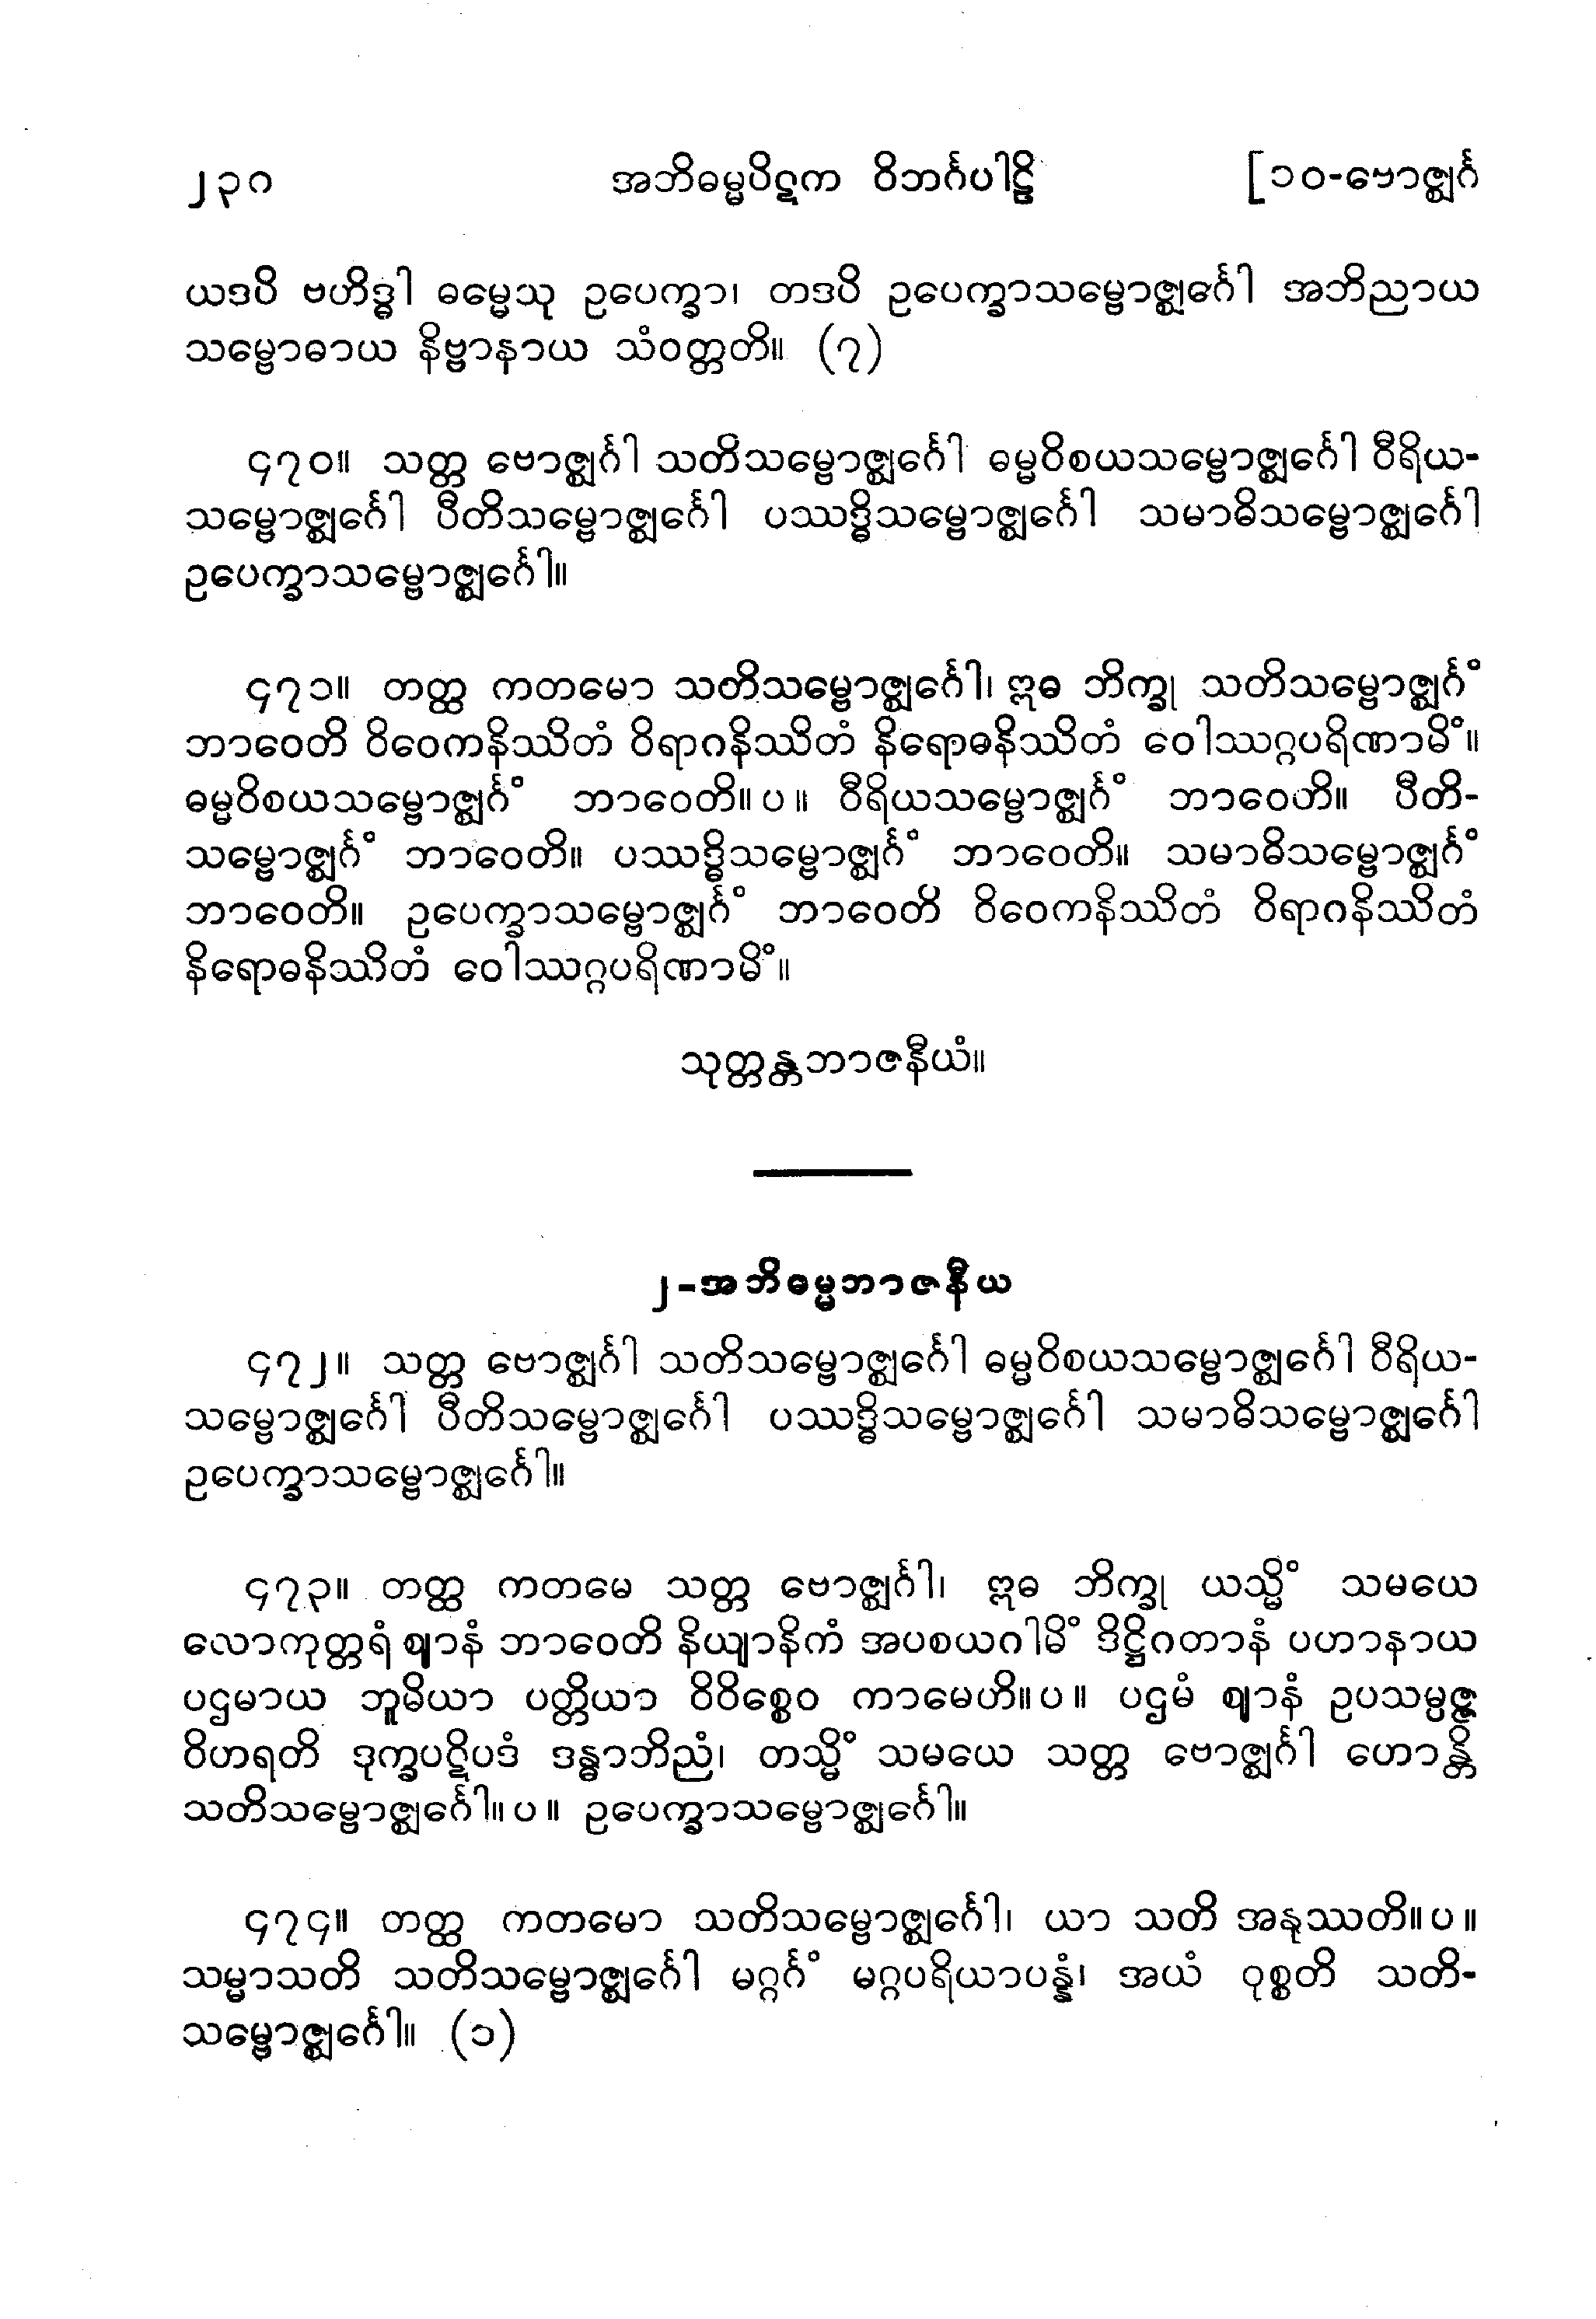 ၂၃၈ အဘိဓမ္မပိဋက ဝိဘင်္ဂပါဠိ [၁၀-ဗောဇ္ဈင်္ဂ
ယဒပိ ဗဟိဒ္ဓါ ဓမ္မေသု ဥပေက္ခာ၊ တဒပိ ဥပေက္ခာသမ္ဗောဇ္ဈင်္ဂေါ အဘိညာယ
သမ္ဗောဓာယ နိဗ္ဗာနာယ သံဝတ္တတိ။ (၇)
၄၇၀။ သတ္တ ဗောဇ္ဈင်္ဂါ သတိသမ္ဗောဇ္ဈင်္ဂေါ ဓမ္မဝိစယသမ္ဗောဇ္ဈင်္ဂေါ ဝီရိယ-
သမ္ဗောဇ္ဈင်္ဂေါ ပီတိသမ္ဗောဇ္ဈင်္ဂေါ ပဿဒ္ဓိသမ္ဗောဇ္ဈင်္ဂေါ သမာဓိသမ္ဗောဇ္ဈင်္ဂေါ
ဥပေက္ခာသမ္ဗောဇ္ဈင်္ဂေါ။
၄၇၁။ တတ္ထ ကတမော သတိသမ္ဗောဇ္ဈင်္ဂေါ၊ ဣဓ ဘိက္ခု သတိသမ္ဗောဇ္ဈင်္ဂံ
ဘာဝေတိ ဝိဝေကနိဿိတံ ဝိရာဂနိဿိတံ နိရောဓနိဿိတံ ဝေါဿဂ္ဂပရိဏာမိံ။
ဓမ္မဝိစယသမ္ဗောဇ္ဈင်္ဂံ ဘာဝေတိ။ပ။ ဝီရိယသမ္ဗောဇ္ဈင်္ဂံ ဘာဝေတိ။ ပီတိ-
သမ္ဗောဇ္ဈင်္ဂံ ဘာဝေတိ။ ပဿဒ္ဓိသမ္ဗောဇ္ဈင်္ဂံ ဘာဝေတိ။ သမာဓိသမ္ဗောဇ္ဈင်္ဂံ
ဘာဝေတိ။ ဥပေက္ခာသမ္ဗောဇ္ဈင်္ဂံ ဘာဝေတိ ဝိဝေကနိဿိတံ ဝိရာဂနိဿိတံ
နိရောဓနိဿိတံ ဝေါဿဂ္ဂပရိဏာမိံ။
သုတ္တန္တဘာဇနီယံ။
၂-အဘိဓမ္မဘာဇနီယ
၄၇၂။ သတ္တ ဗောဇ္ဈင်္ဂါ သတိသမ္ဗောဇ္ဈင်္ဂေါ ဓမ္မဝိစယသမ္ဗောဇ္ဈင်္ဂေါ ဝီရိယ-
သမ္ဗောဇ္ဈင်္ဂေါ ပီတိသမ္ဗောဇ္ဈင်္ဂေါ ပဿဒ္ဓိသမ္ဗောဇ္ဈင်္ဂေါ သမာဓိသမ္ဗောဇ္ဈင်္ဂေါ
ဥပေက္ခာသမ္ဗောဇ္ဈင်္ဂေါ။
၄၇၃။ တတ္ထ ကတမေ သတ္တ ဗောဇ္ဈင်္ဂါ၊ ဣဓ ဘိက္ခု ယသ္မိံ သမယေ
လောကုတ္တရံ ဈာနံ ဘာဝေတိ နိယျာနိကံ အပစယဂါမိံ ဒိဋ္ဌိဂတာနံ ပဟာနာယ
ပဌမာယ ဘူမိယာ ပတ္တိယာ ဝိဝိစ္စေဝ ကာမေဟိ။ပ။ ပဌမံ ဈာနံ ဥပသမ္ပဇ္ဇ
ဝိဟရတိ ဒုက္ခပဋိပဒံ ဒန္ဓာဘိညံ၊ တသ္မိံ သမယေ သတ္တ ဗောဇ္ဈင်္ဂါ ဟောန္တိ
သတိသမ္ဗောဇ္ဈင်္ဂေါ။ပ။ ဥပေက္ခာသမ္ဗောဇ္ဈင်္ဂေါ။
၄၇၄။ တတ္ထ ကတမော သတိသမ္ဗောဇ္ဈင်္ဂေါ၊ ယာ သတိ အနုဿတိ။ပ။
သမ္မာသတိ သတိသမ္ဗောဇ္ဈင်္ဂေါ မဂ္ဂင်္ဂံ မဂ္ဂပရိယာပန္နံ၊ အယံ ဝုစ္စတိ သတိ-
သမ္ဗောဇ္ဈင်္ဂေါ။ (၁)